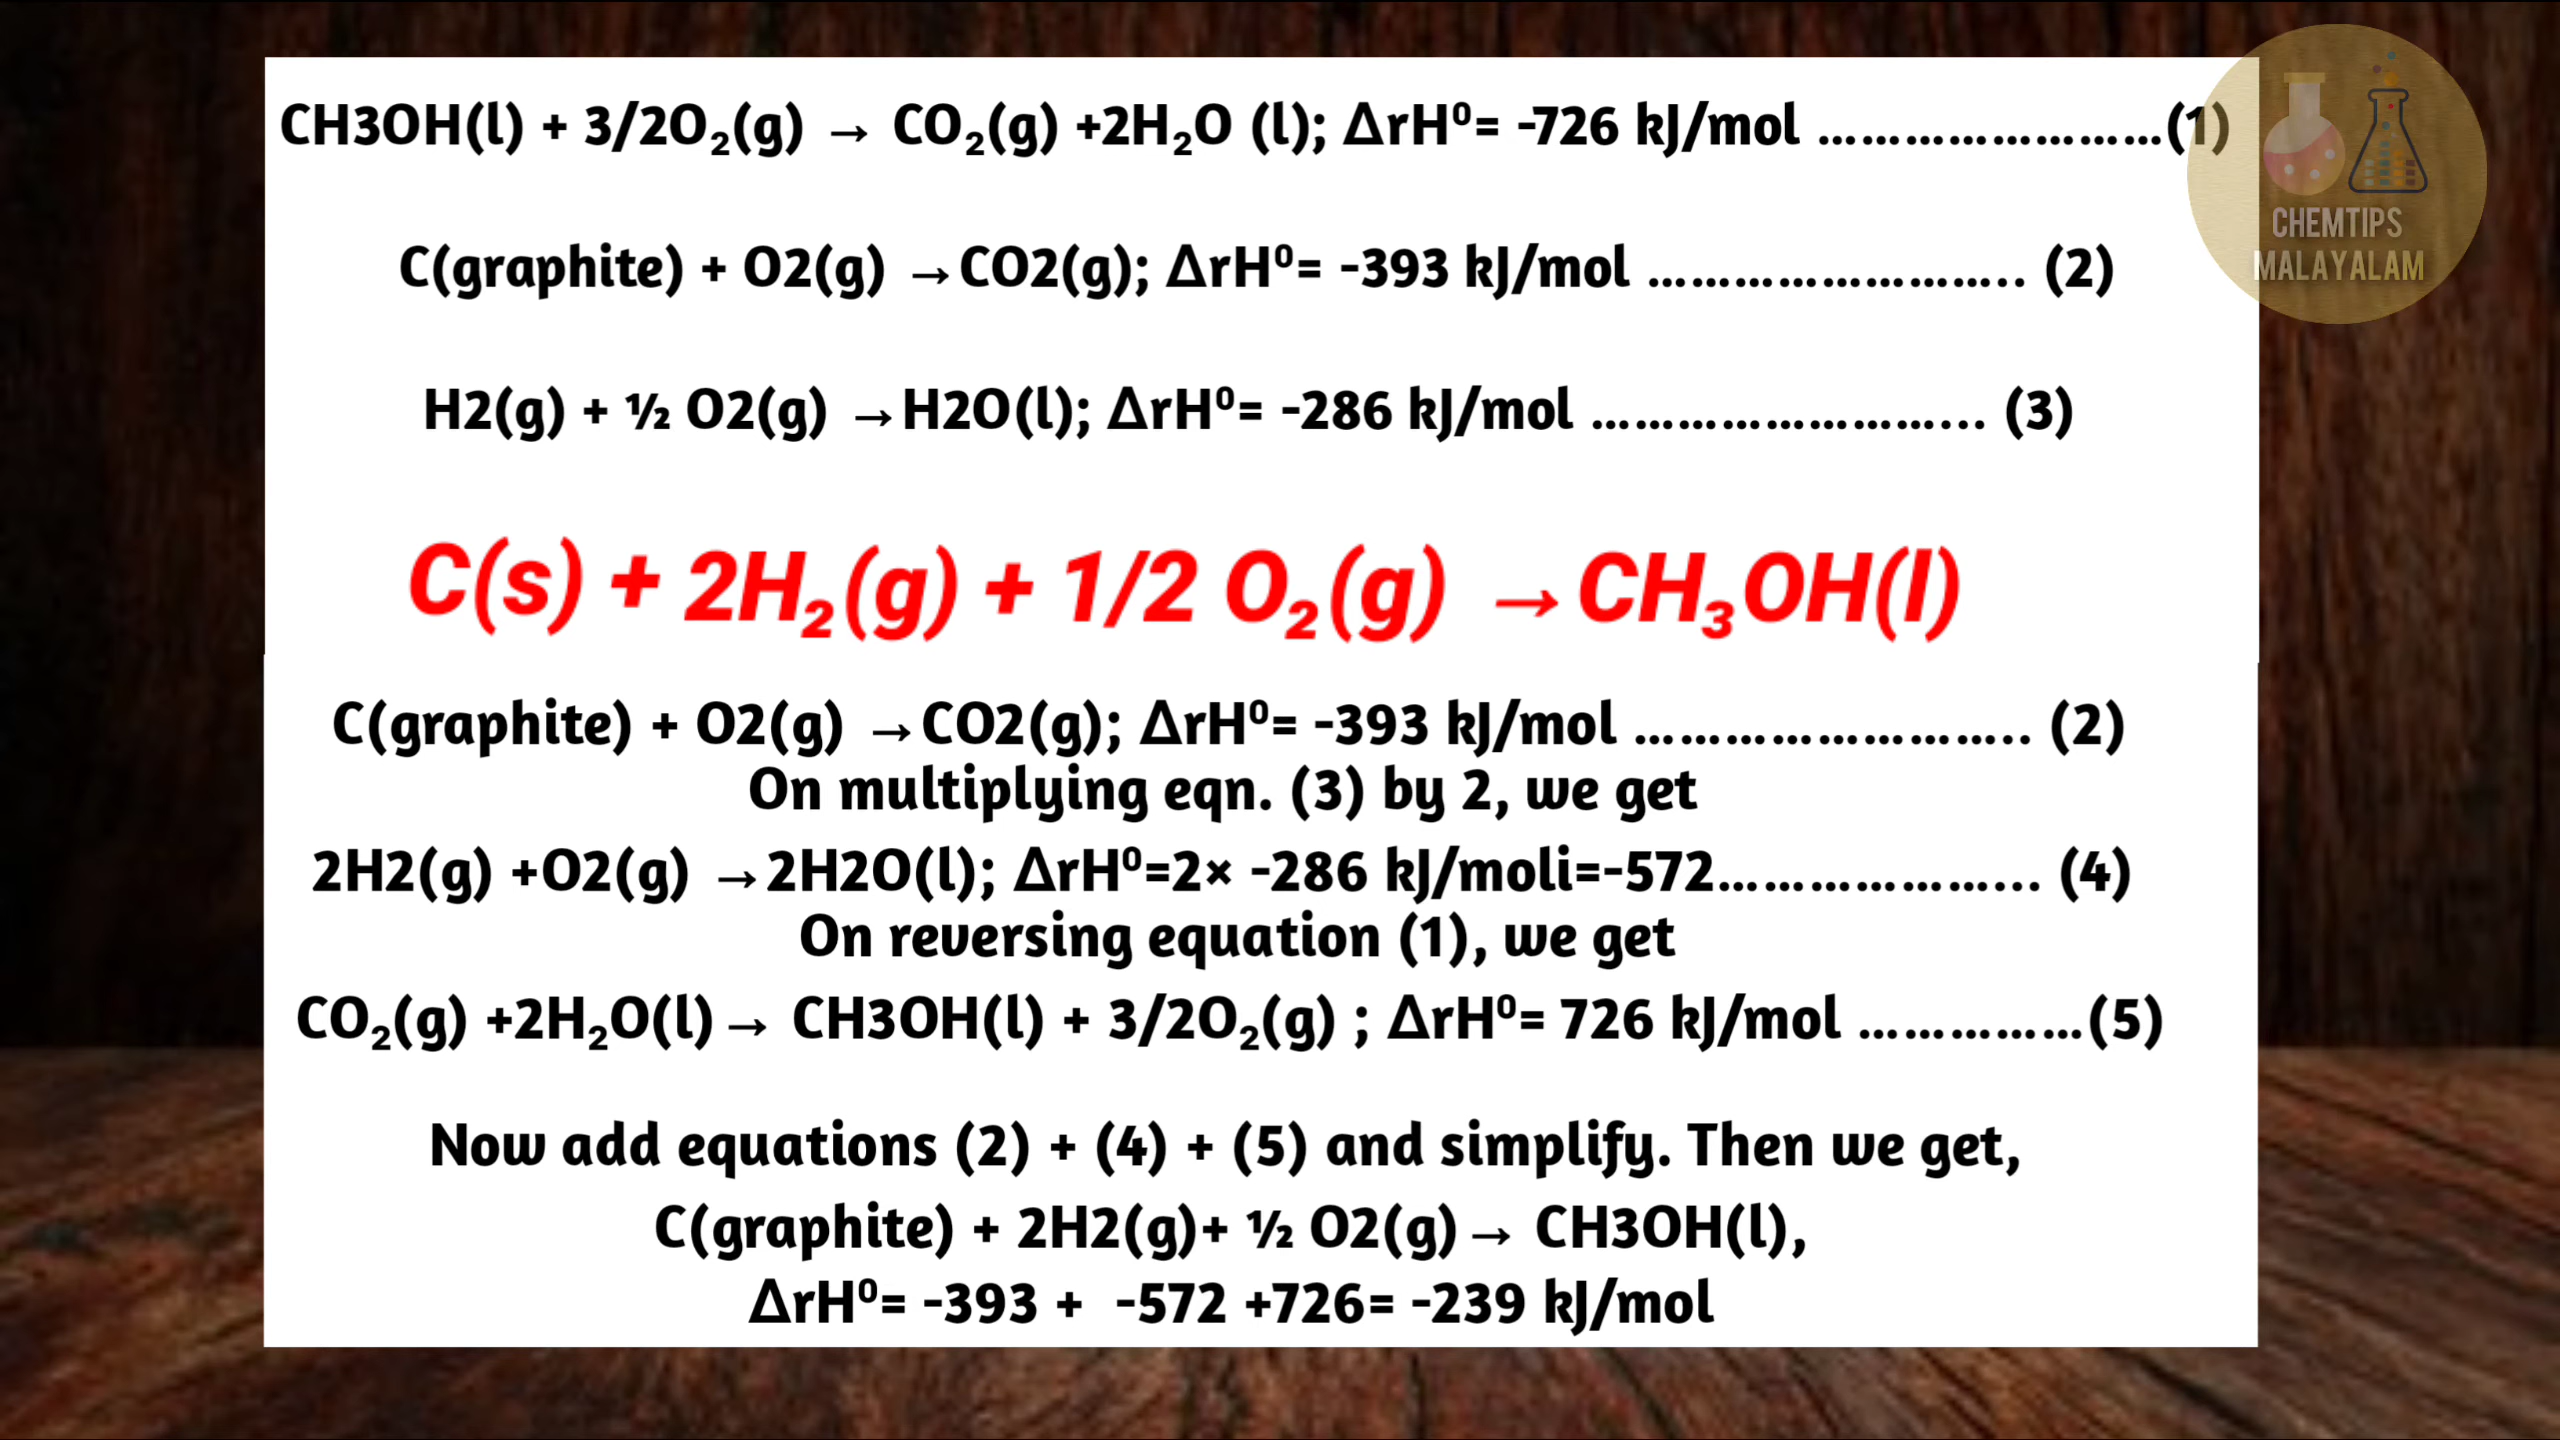 CH3OH(l) + 3/2O₂(g) → CO₂(g) +2H₂O (l); ΔrH⁰= -726 kJ/mol ........................(1)
CHEMTIPS
MALAYALAM
C(graphite) + O2(g) →CO2(g); ΔrH⁰= -393 kJ/mol .......................... (2)
H2(g) + ½ O2(g) →H2O(l); ΔrH⁰= -286 kJ/mol ........................... (3)
C(s) + 2H₂(g) + 1/2 O₂(g) →CH₃OH(l)
C(graphite) + O2(g) →CO2(g); ΔrH⁰= -393 kJ/mol .......................... (2)
On multiplying eqn. (3) by 2, we get
2H2(g) +O2(g) →2H2O(l); ΔrH⁰=2× -286 kJ/moli=-572..................... (4)
On reversing equation (1), we get
CO₂(g) +2H₂O(l)→ CH3OH(l) + 3/2O₂(g) ; ΔrH⁰= 726 kJ/mol ...............(5)
Now add equations (2) + (4) + (5) and simplify. Then we get,
C(graphite) + 2H2(g)+ ½ O2(g)→ CH3OH(l),
ΔrH⁰= -393 + -572 +726= -239 kJ/mol